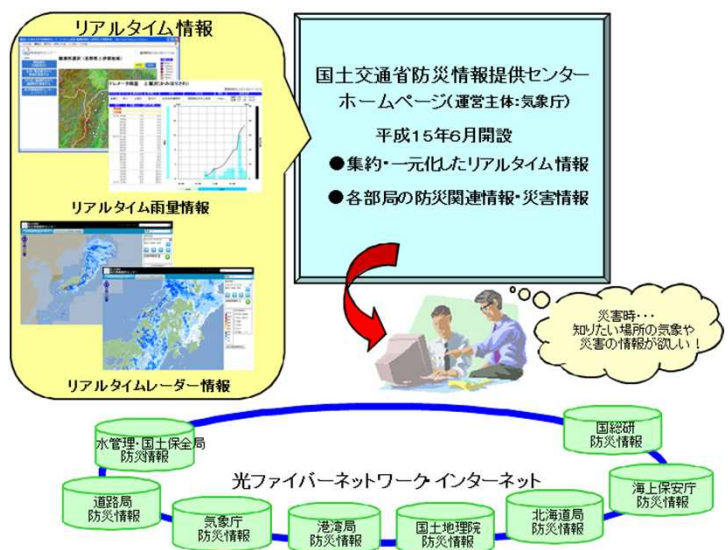 リアルタイム情報
リアルタイム雨量情報
リアルタイムレーダー情報
国土交通省防災情報提供センター
ホームページ(運営主体:気象庁)
平成15年6月開設
●集約・一元化したリアルタイム情報
●各部局の防災関連情報・災害情報
災害時・・・
知りたい場所の気象や
災害の情報が欲しい！
水管理・国土保全局
防災情報
国総研
防災情報
光ファイバーネットワーク・インターネット
道路局
防災情報
気象庁
防災情報
港湾局
防災情報
国土地理院
防災情報
北海道局
防災情報
海上保安庁
防災情報